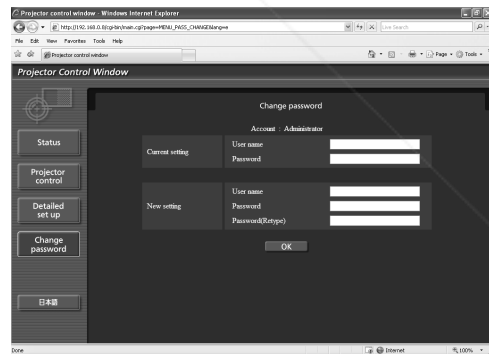 Projector control window - Windows Internet Explorer
http://192.168.0.8/cgi-bin/main.cgi?page=MENU_PASS_CHANGE&lang=e
Live Search
File Edit View Favorites Tools Help
Projector control window
Page Tools
Projector Control Window
Change password
Account : Administrator
Current setting
User name
Password
New setting
User name
Password
Password(Retype)
OK
Status
Projector
control
Detailed
set up
Change
password
日本語
Done
Internet
100%